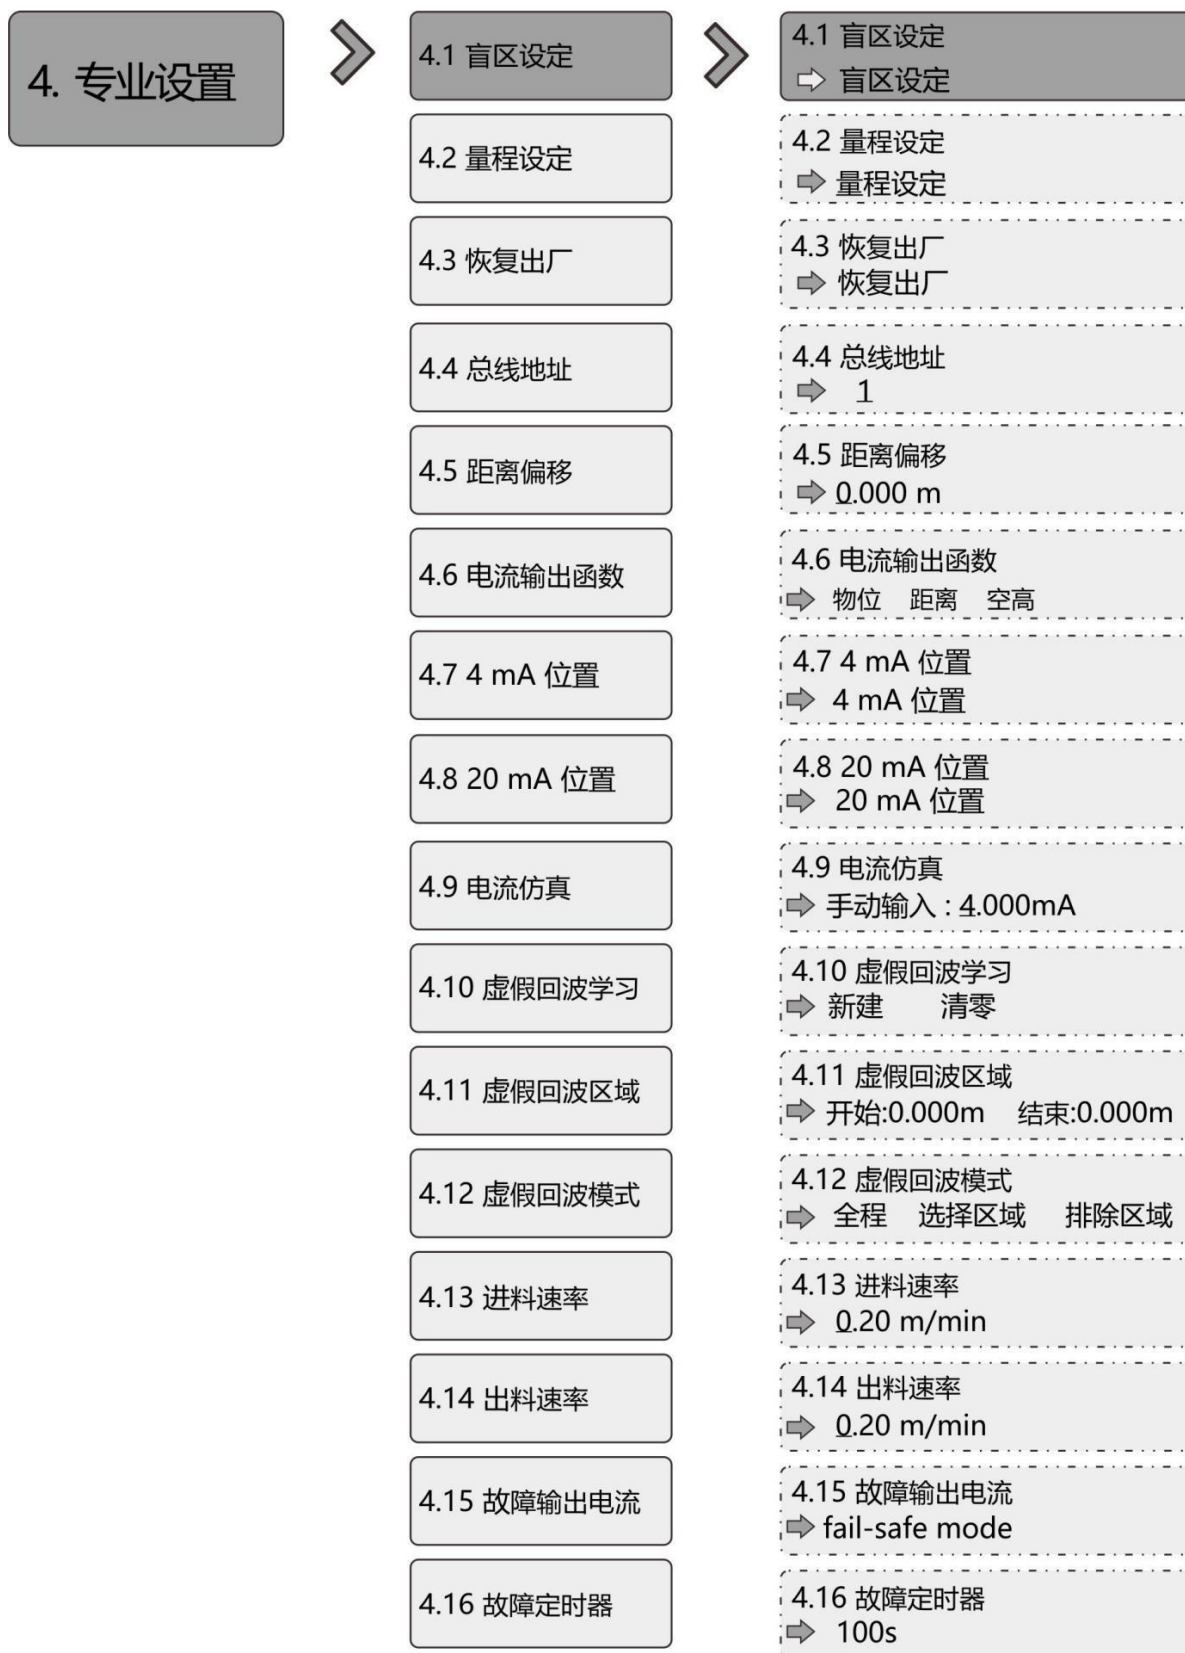 4. 专业设置
4.1 盲区设定
4.1 盲区设定
盲区设定
4.2 量程设定
4.2 量程设定
量程设定
4.3 恢复出厂
4.3 恢复出厂
恢复出厂
4.4 总线地址
4.4 总线地址
1
4.5 距离偏移
4.5 距离偏移
0.000 m
4.6 电流输出函数
4.6 电流输出函数
物位 距离 空高
4.7 4 mA 位置
4.7 4 mA 位置
4 mA 位置
4.8 20 mA 位置
4.8 20 mA 位置
20 mA 位置
4.9 电流仿真
4.9 电流仿真
手动输入 : 4.000mA
4.10 虚假回波学习
4.10 虚假回波学习
新建 清零
4.11 虚假回波区域
4.11 虚假回波区域
开始:0.000m 结束:0.000m
4.12 虚假回波模式
4.12 虚假回波模式
全程 选择区域 排除区域
4.13 进料速率
4.13 进料速率
0.20 m/min
4.14 出料速率
4.14 出料速率
0.20 m/min
4.15 故障输出电流
4.15 故障输出电流
fail-safe mode
4.16 故障定时器
4.16 故障定时器
100s